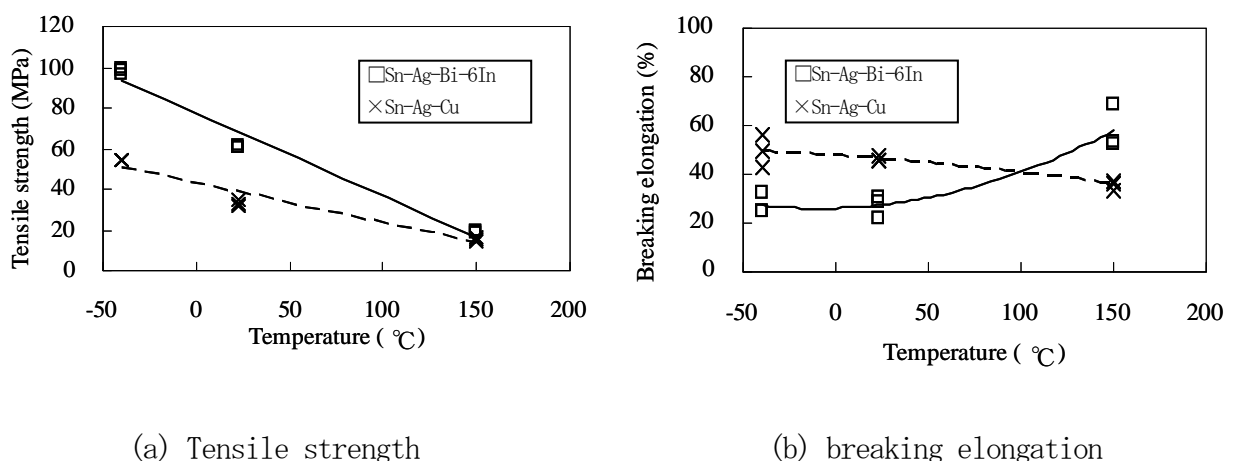 120
100
80
60
40
20
0
Tensile strength (MPa)
□Sn-Ag-Bi-6In
×Sn-Ag-Cu
-50 0 50 100 150 200
Temperature ( ℃)
100
80
60
40
20
0
Breaking elongation (%)
□Sn-Ag-Bi-6In
×Sn-Ag-Cu
-50 0 50 100 150 200
Temperature ( ℃)
(a) Tensile strength
(b) breaking elongation